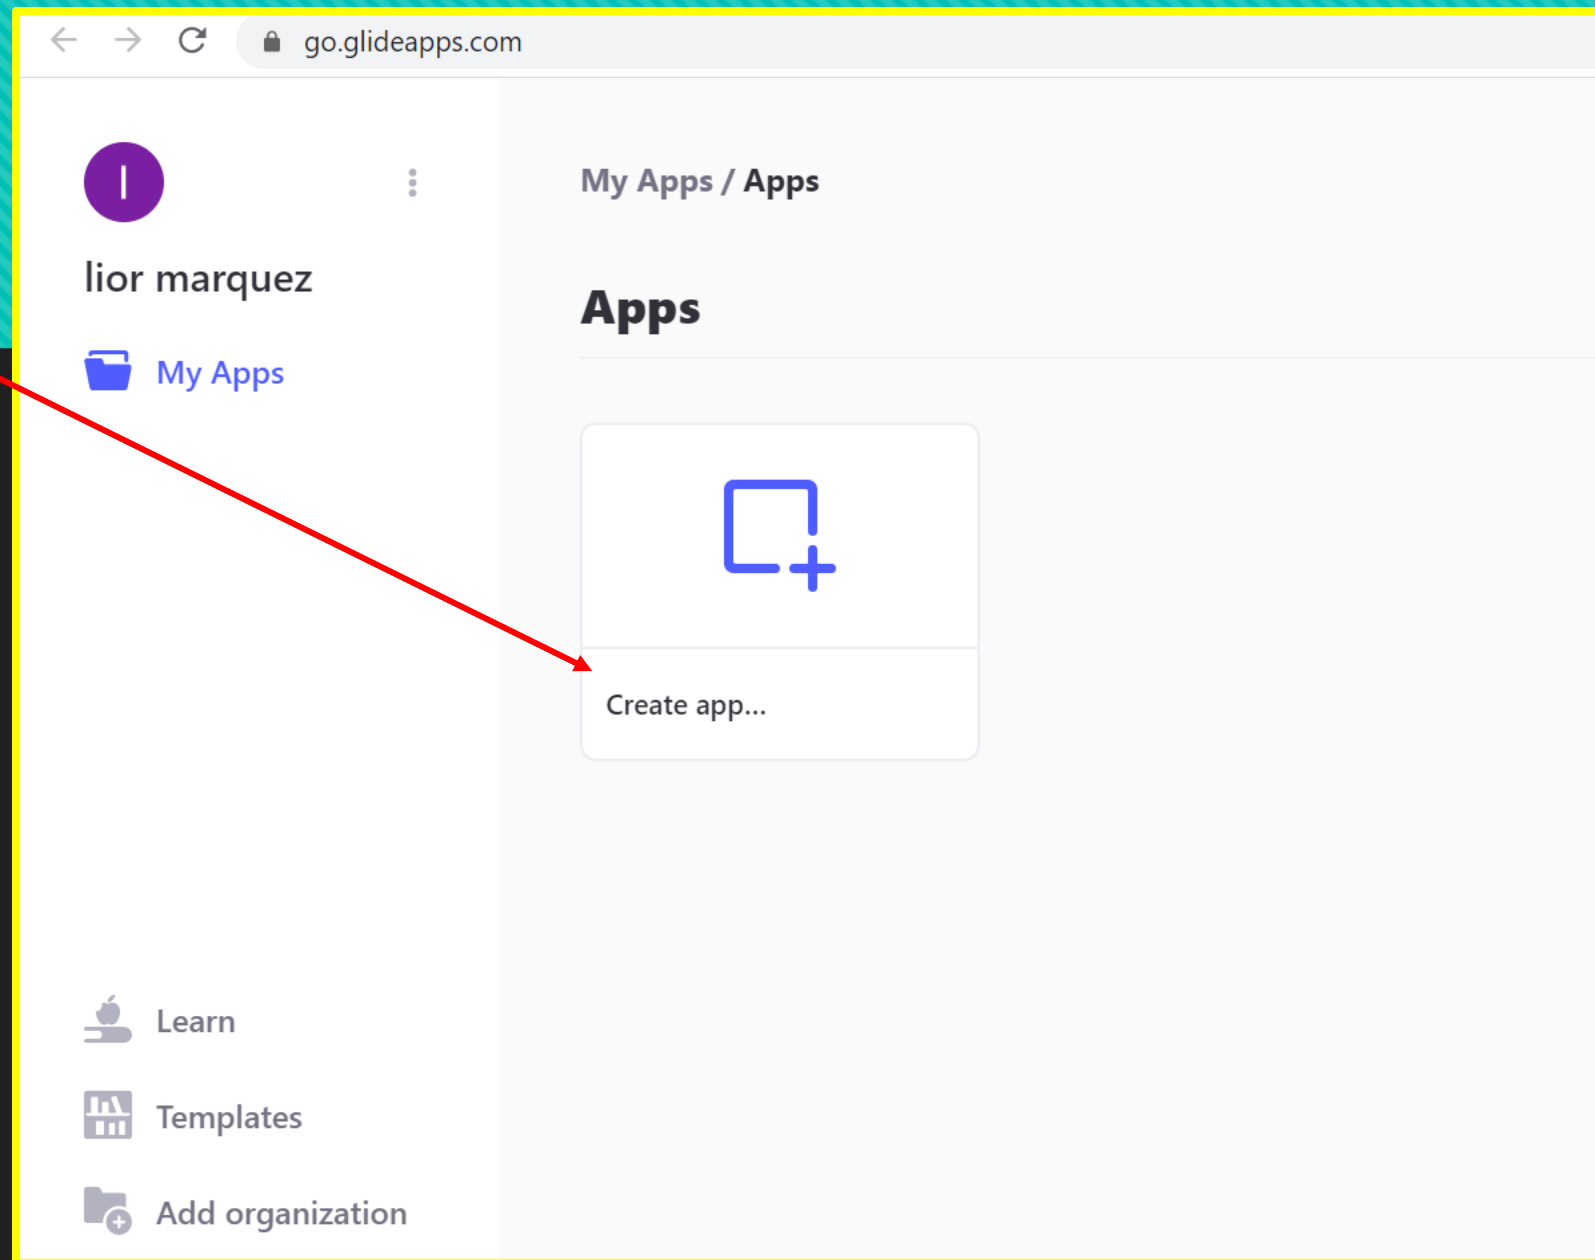 go.glideapps.com
l
lior marquez
My Apps
Learn
Templates
Add organization
My Apps / Apps
Apps
Create app...